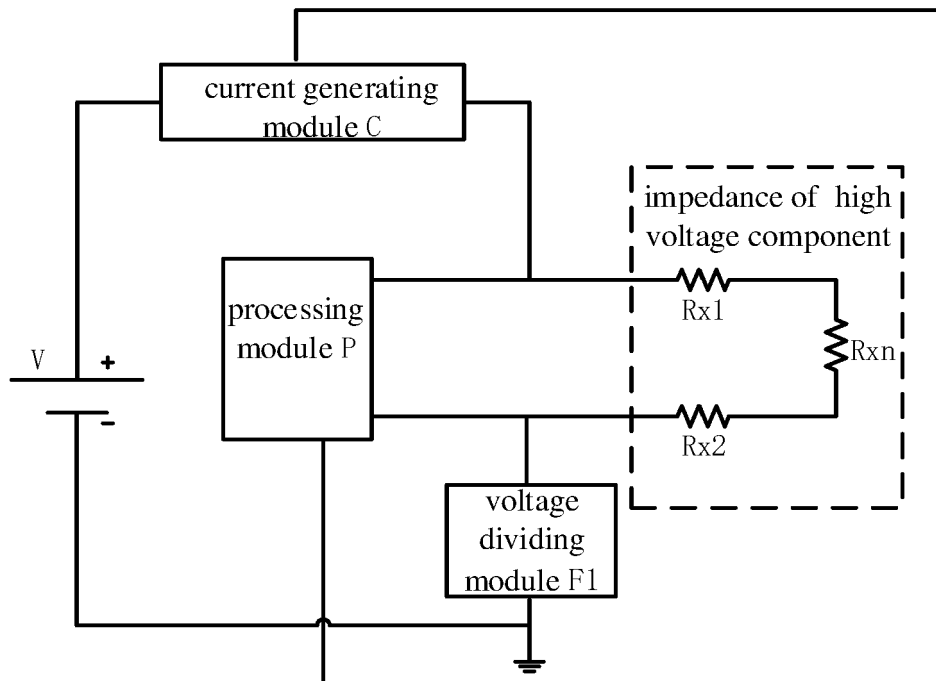 current generating
module C
impedance of high
voltage component
processing
module P
Rx1
Rxn
V
+
-
Rx2
voltage
dividing
module F1